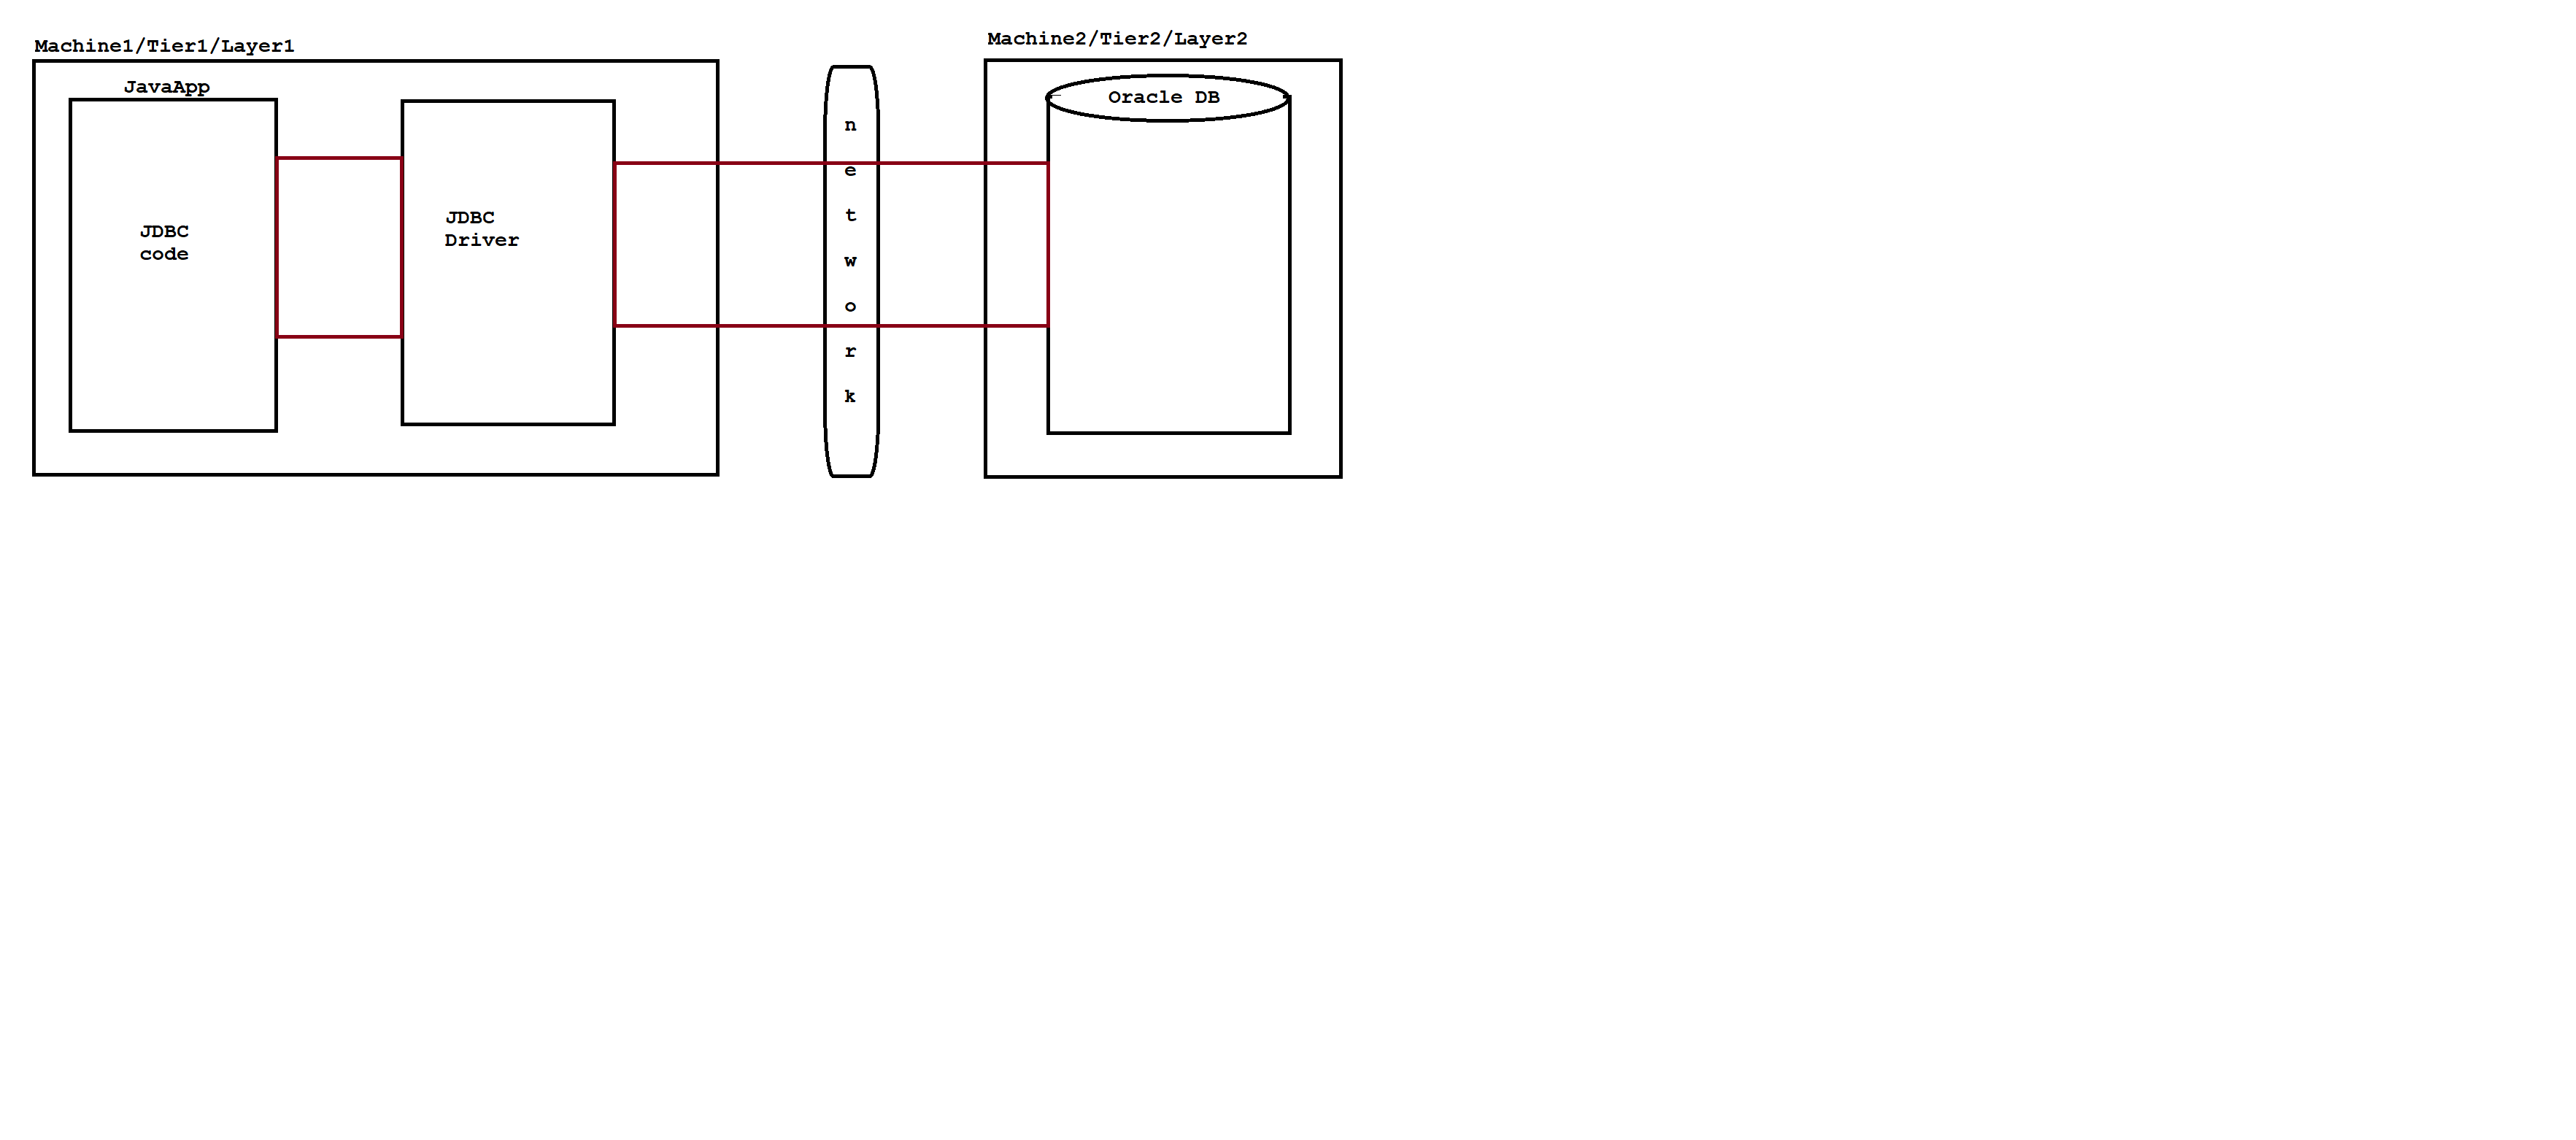 Machine1/Tier1/Layer1
Machine2/Tier2/Layer2
JavaApp
Oracle DB
JDBC
code
JDBC
Driver
n
e
t
w
o
r
k